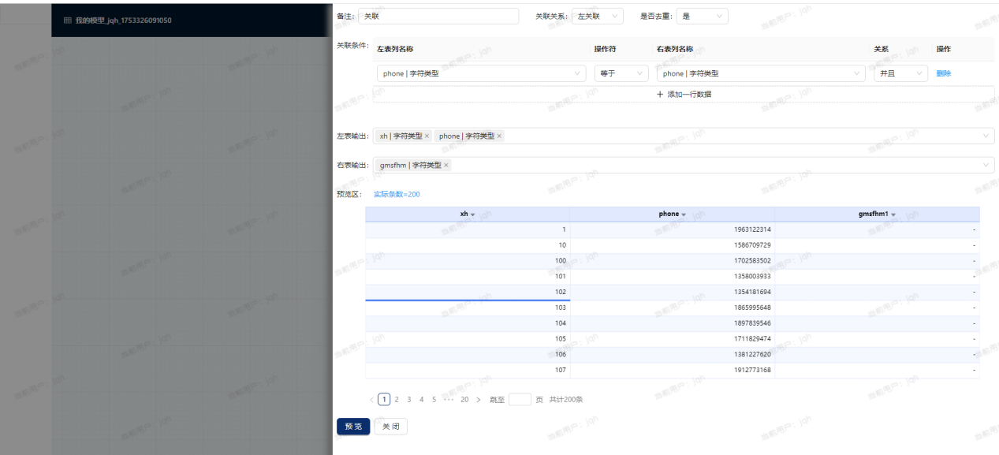 我的模型_jqh_1753326091050
备注: 关联 关联关系: 左关联 是否去重: 是
关联条件: 左表列名称 操作符 右表列名称 关系 操作
phone | 字符类型 等于 phone | 字符类型 并且 删除
+ 添加一行数据
左表输出: xh | 字符类型 × phone | 字符类型 ×
右表输出: gmsfhm | 字符类型 ×
预览区: 实际条数=200
xh phone gmsfhm1
1 1963122314 -
10 1586709729 -
100 1702583502 -
101 1358003933 -
102 1354181694 -
103 1865995648 -
104 1897839546 -
105 1711829474 -
106 1381227620 -
107 1912773168 -
< 1 2 3 4 5 ··· 20 > 跳至 页 共计200条
预 览 关 闭
当前用户: jqh